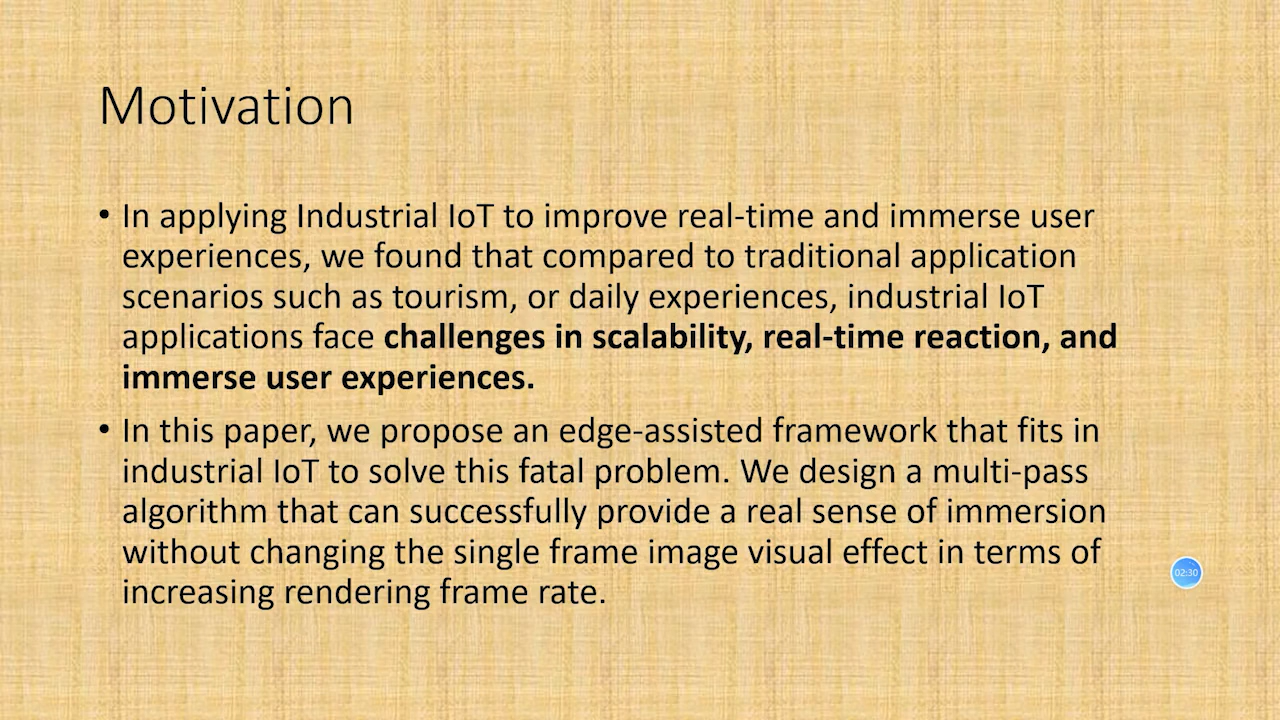 Motivation
• In applying Industrial IoT to improve real-time and immerse user
experiences, we found that compared to traditional application
scenarios such as tourism, or daily experiences, industrial IoT
applications face challenges in scalability, real-time reaction, and
immerse user experiences.
• In this paper, we propose an edge-assisted framework that fits in
industrial IoT to solve this fatal problem. We design a multi-pass
algorithm that can successfully provide a real sense of immersion
without changing the single frame image visual effect in terms of
increasing rendering frame rate.
02:30